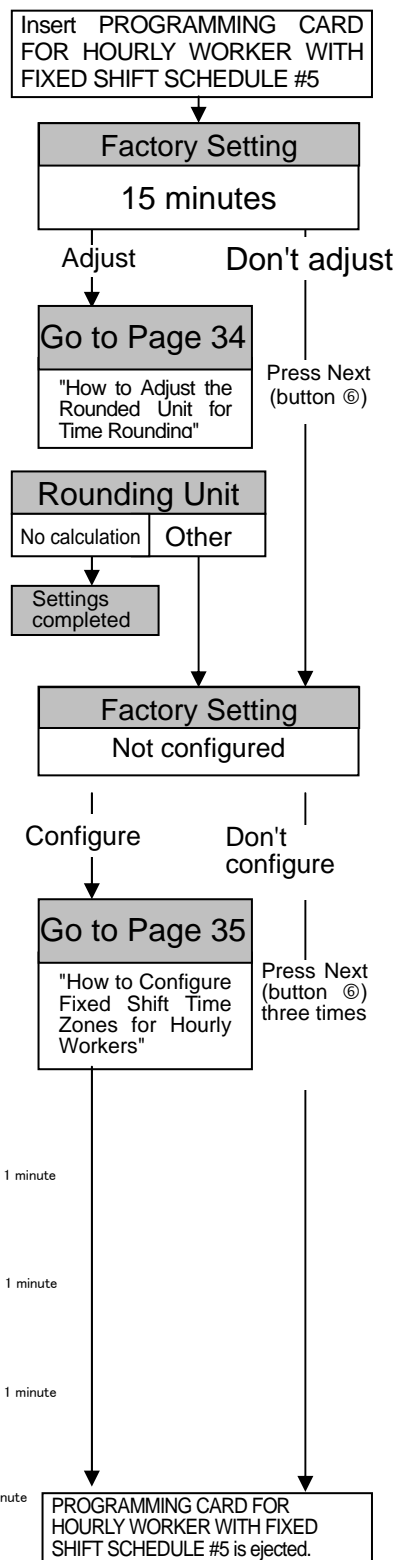 Insert PROGRAMMING CARD
FOR HOURLY WORKER WITH
FIXED SHIFT SCHEDULE #5
Factory Setting
15 minutes
Adjust
Don't adjust
Go to Page 34
"How to Adjust the
Rounded Unit for
Time Rounding"
Press Next
(button ⑥)
Rounding Unit
No calculation
Other
Settings
completed
Factory Setting
Not configured
Configure
Don't
configure
Go to Page 35
"How to Configure
Fixed Shift Time
Zones for Hourly
Workers"
Press Next
(button ⑥)
three times
1 minute
1 minute
1 minute
nute
PROGRAMMING CARD FOR
HOURLY WORKER WITH FIXED
SHIFT SCHEDULE #5 is ejected.